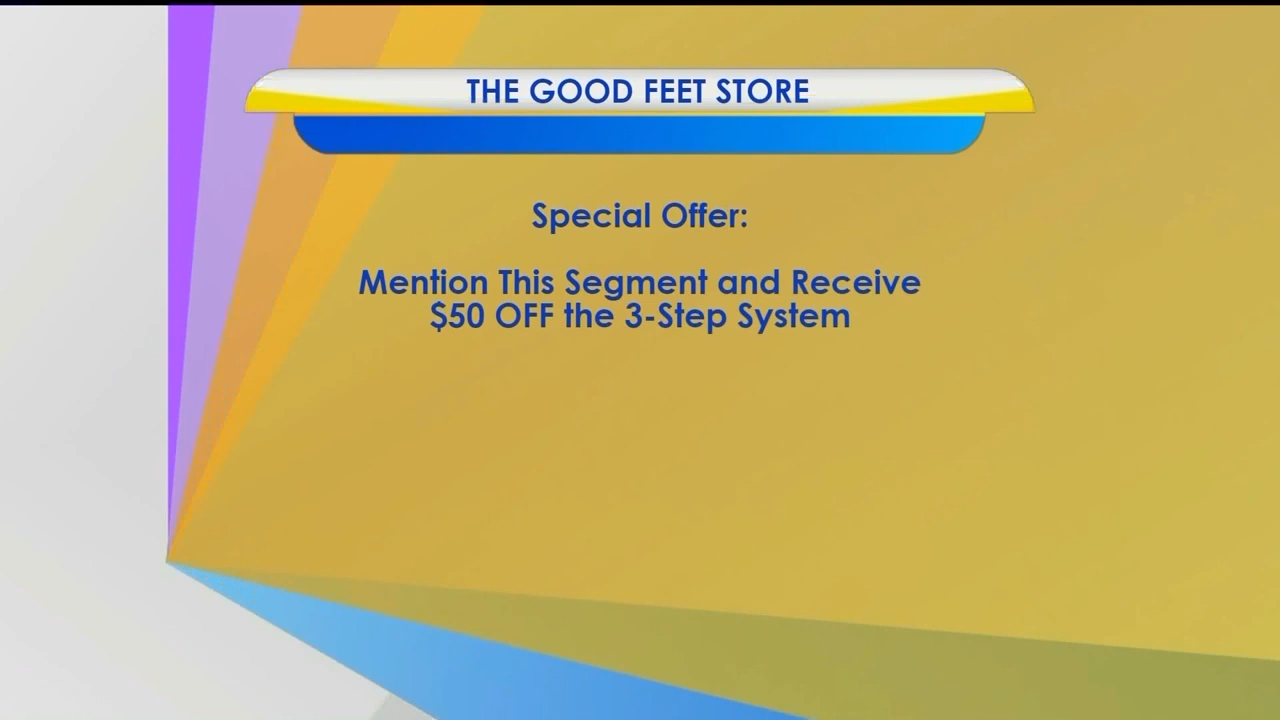 THE GOOD FEET STORE
Special Offer:
Mention This Segment and Receive
$50 OFF the 3-Step System